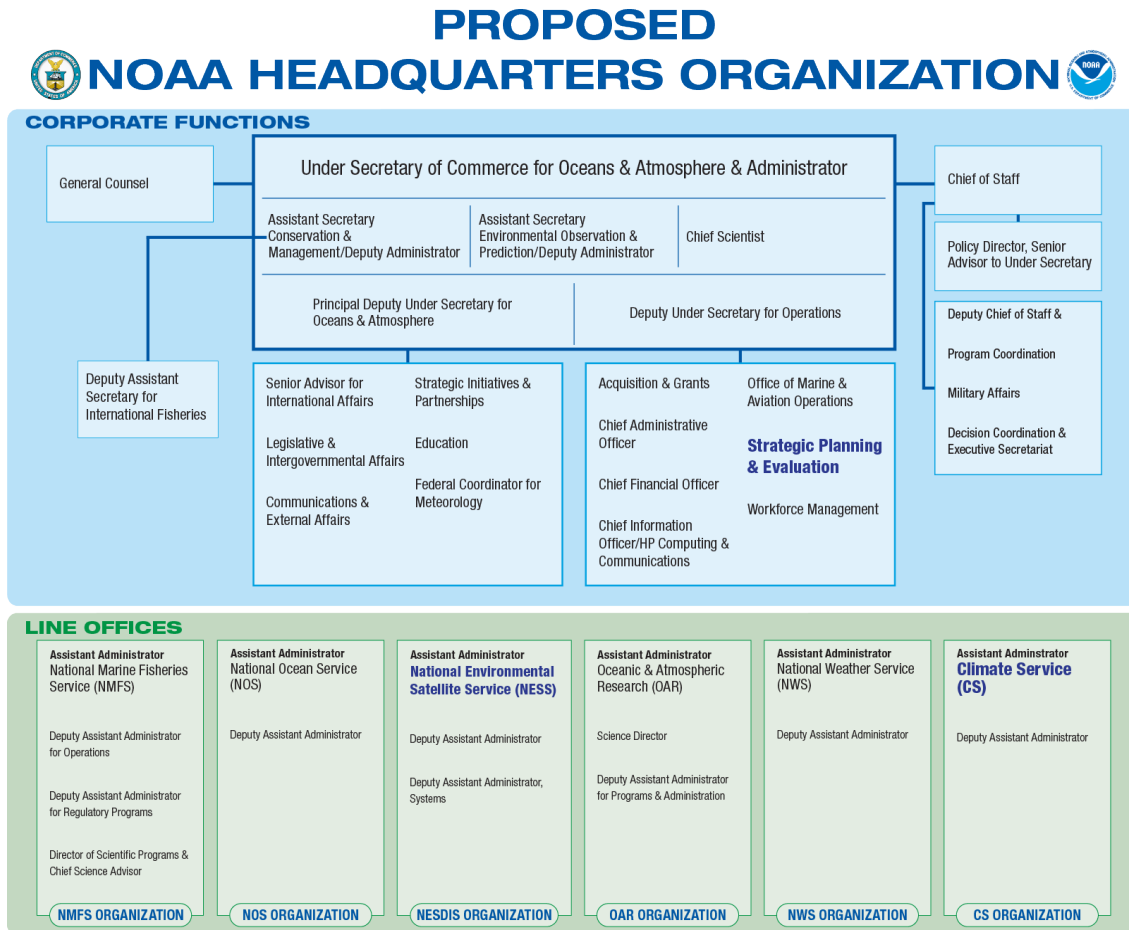 PROPOSED
NOAA HEADQUARTERS ORGANIZATION
NOAA
CORPORATE FUNCTIONS
General Counsel
Under Secretary of Commerce for Oceans & Atmosphere & Administrator
Assistant Secretary
Conservation &
Management/Deputy Administrator
Assistant Secretary
Environmental Observation &
Prediction/Deputy Administrator
Chief Scientist
Principal Deputy Under Secretary for
Oceans & Atmosphere
Deputy Under Secretary for Operations
Chief of Staff
Policy Director, Senior
Advisor to Under Secretary
Deputy Chief of Staff &
Program Coordination
Military Affairs
Decision Coordination &
Executive Secretariat
Deputy Assistant
Secretary for
International Fisheries
Senior Advisor for
International Affairs
Legislative &
Intergovernmental Affairs
Communications &
External Affairs
Strategic Initiatives &
Partnerships
Education
Federal Coordinator for
Meteorology
Acquisition & Grants
Chief Administrative
Officer
Chief Financial Officer
Chief Information
Officer/HP Computing &
Communications
Office of Marine &
Aviation Operations
Strategic Planning
& Evaluation
Workforce Management
LINE OFFICES
Assistant Administrator
National Marine Fisheries
Service (NMFS)
Deputy Assistant Administrator
for Operations
Deputy Assistant Administrator
for Regulatory Programs
Director of Scientific Programs &
Chief Science Advisor
NMFS ORGANIZATION
Assistant Administrator
National Ocean Service
(NOS)
Deputy Assistant Administrator
NOS ORGANIZATION
Assistant Administrator
National Environmental
Satellite Service (NESS)
Deputy Assistant Administrator
Deputy Assistant Administrator,
Systems
NESDIS ORGANIZATION
Assistant Administrator
Oceanic & Atmospheric
Research (OAR)
Science Director
Deputy Assistant Administrator
for Programs & Administration
OAR ORGANIZATION
Assistant Administrator
National Weather Service
(NWS)
Deputy Assistant Administrator
NWS ORGANIZATION
Assistant Adminstrator
Climate Service
(CS)
Deputy Assistant Administrator
CS ORGANIZATION